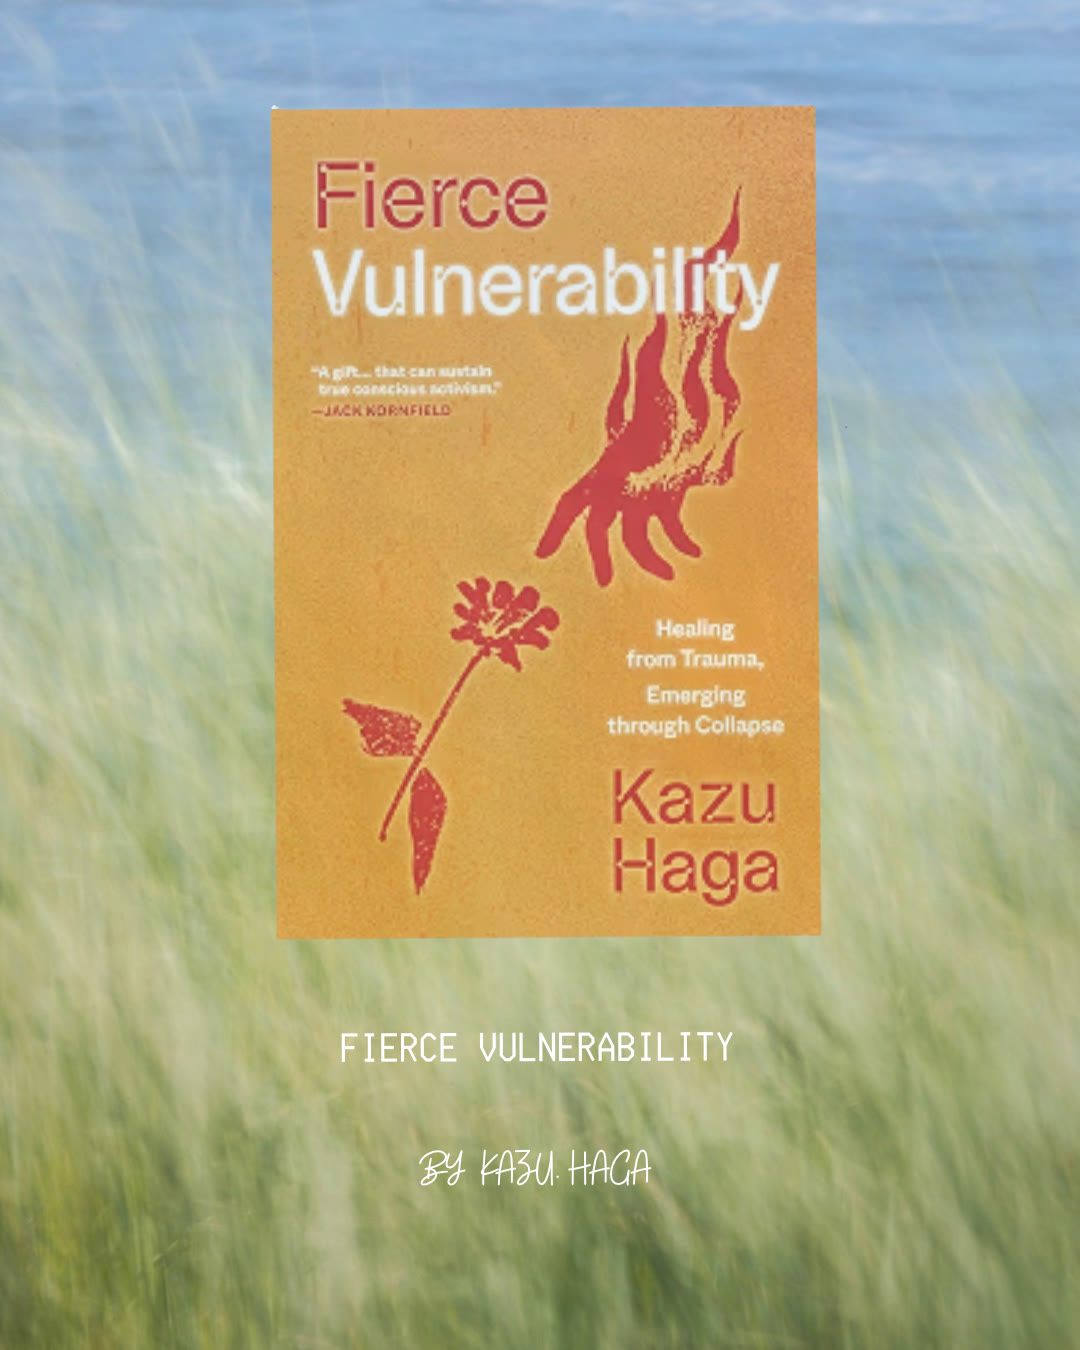 Fierce
Vulnerability
“A gift... that can sustain
true conscious activism.”
—JACK KORNFIELD
Healing
from Trauma,
Emerging
through Collapse
Kazu
Haga
FIERCE VULNERABILITY
BY KAZU HAGA